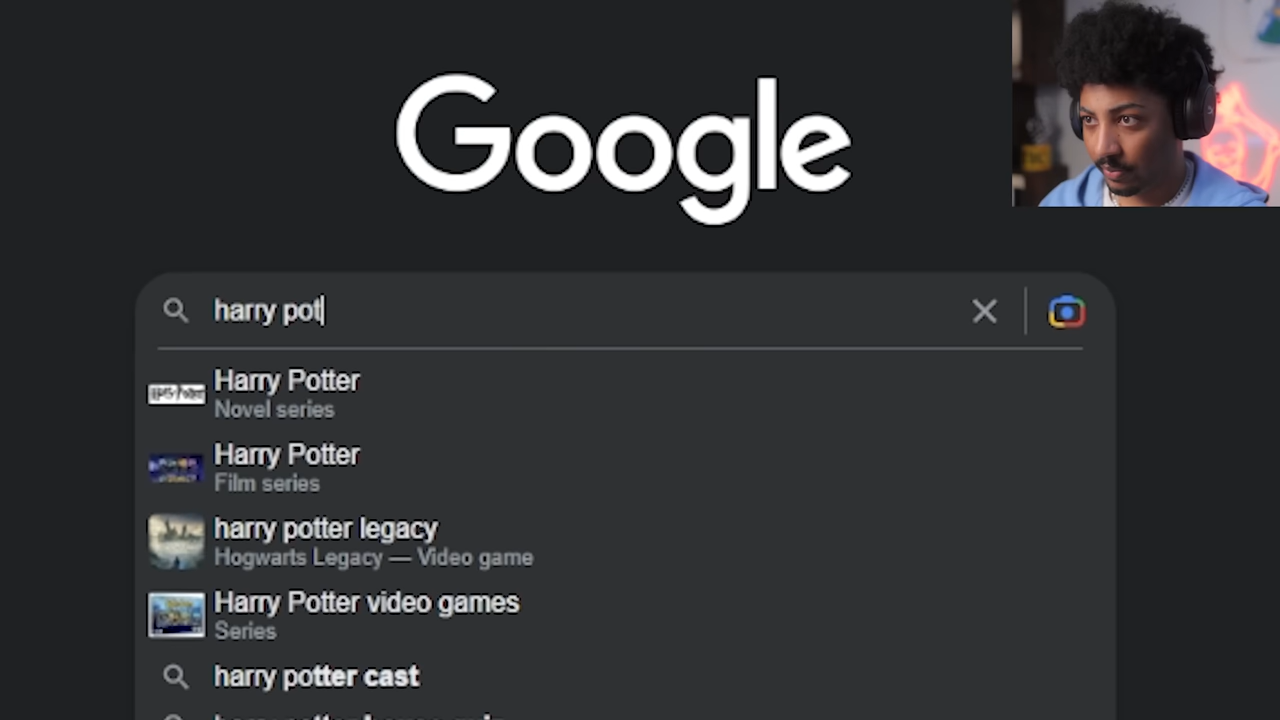 Google
harry pot
Harry Potter
Novel series
Harry Potter
Film series
harry potter legacy
Hogwarts Legacy — Video game
Harry Potter video games
Series
harry potter cast